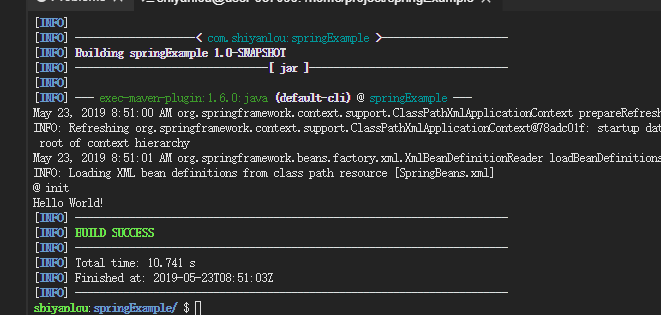 [INFO]
[INFO] ———————< com.shiyanlou:springExample >———————
[INFO] Building springExample 1.0-SNAPSHOT
[INFO] ———————[ jar ]———————
[INFO]
[INFO] —— exec-maven-plugin:1.6.0:java (default-cli) @ springExample ——
May 23, 2019 8:51:00 AM org.springframework.context.support.ClassPathXmlApplicationContext prepareRefresh
INFO: Refreshing org.springframework.context.support.ClassPathXmlApplicationContext@78adc01f: startup dat
root of context hierarchy
May 23, 2019 8:51:01 AM org.springframework.beans.factory.xml.XmlBeanDefinitionReader loadBeanDefinitions
INFO: Loading XML bean definitions from class path resource [SpringBeans.xml]
@ init
Hello World!
[INFO] ———————
[INFO] BUILD SUCCESS
[INFO] ———————
[INFO] Total time: 10.741 s
[INFO] Finished at: 2019-05-23T08:51:03Z
[INFO] ———————
shiyanlou:springExample/ $